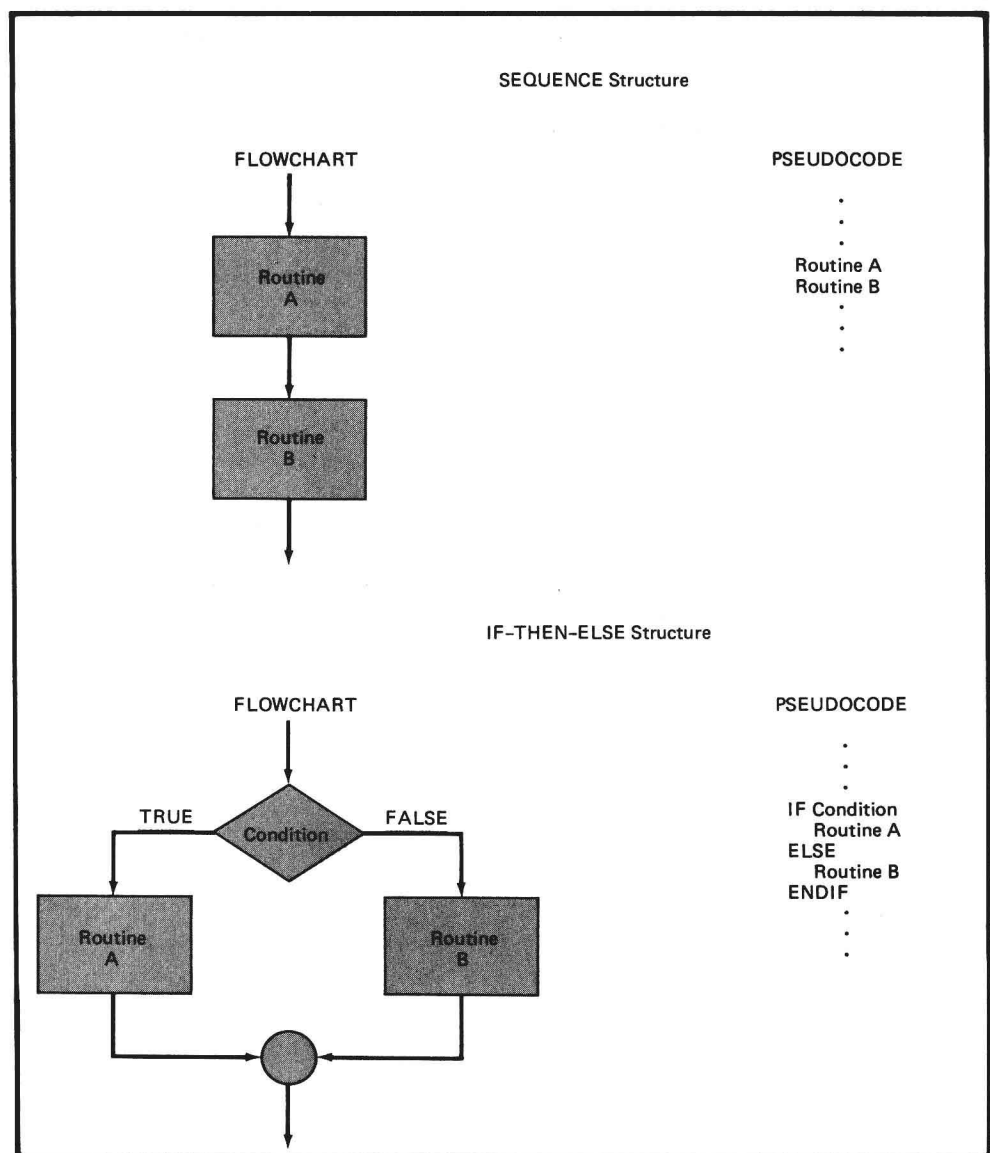 SEQUENCE Structure
FLOWCHART
Routine
A
Routine
B
PSEUDOCODE
.
.
.
Routine A
Routine B
.
.
.
IF-THEN-ELSE Structure
FLOWCHART
Condition
TRUE
FALSE
Routine
A
Routine
B
PSEUDOCODE
.
.
.
IF Condition
Routine A
ELSE
Routine B
ENDIF
.
.
.